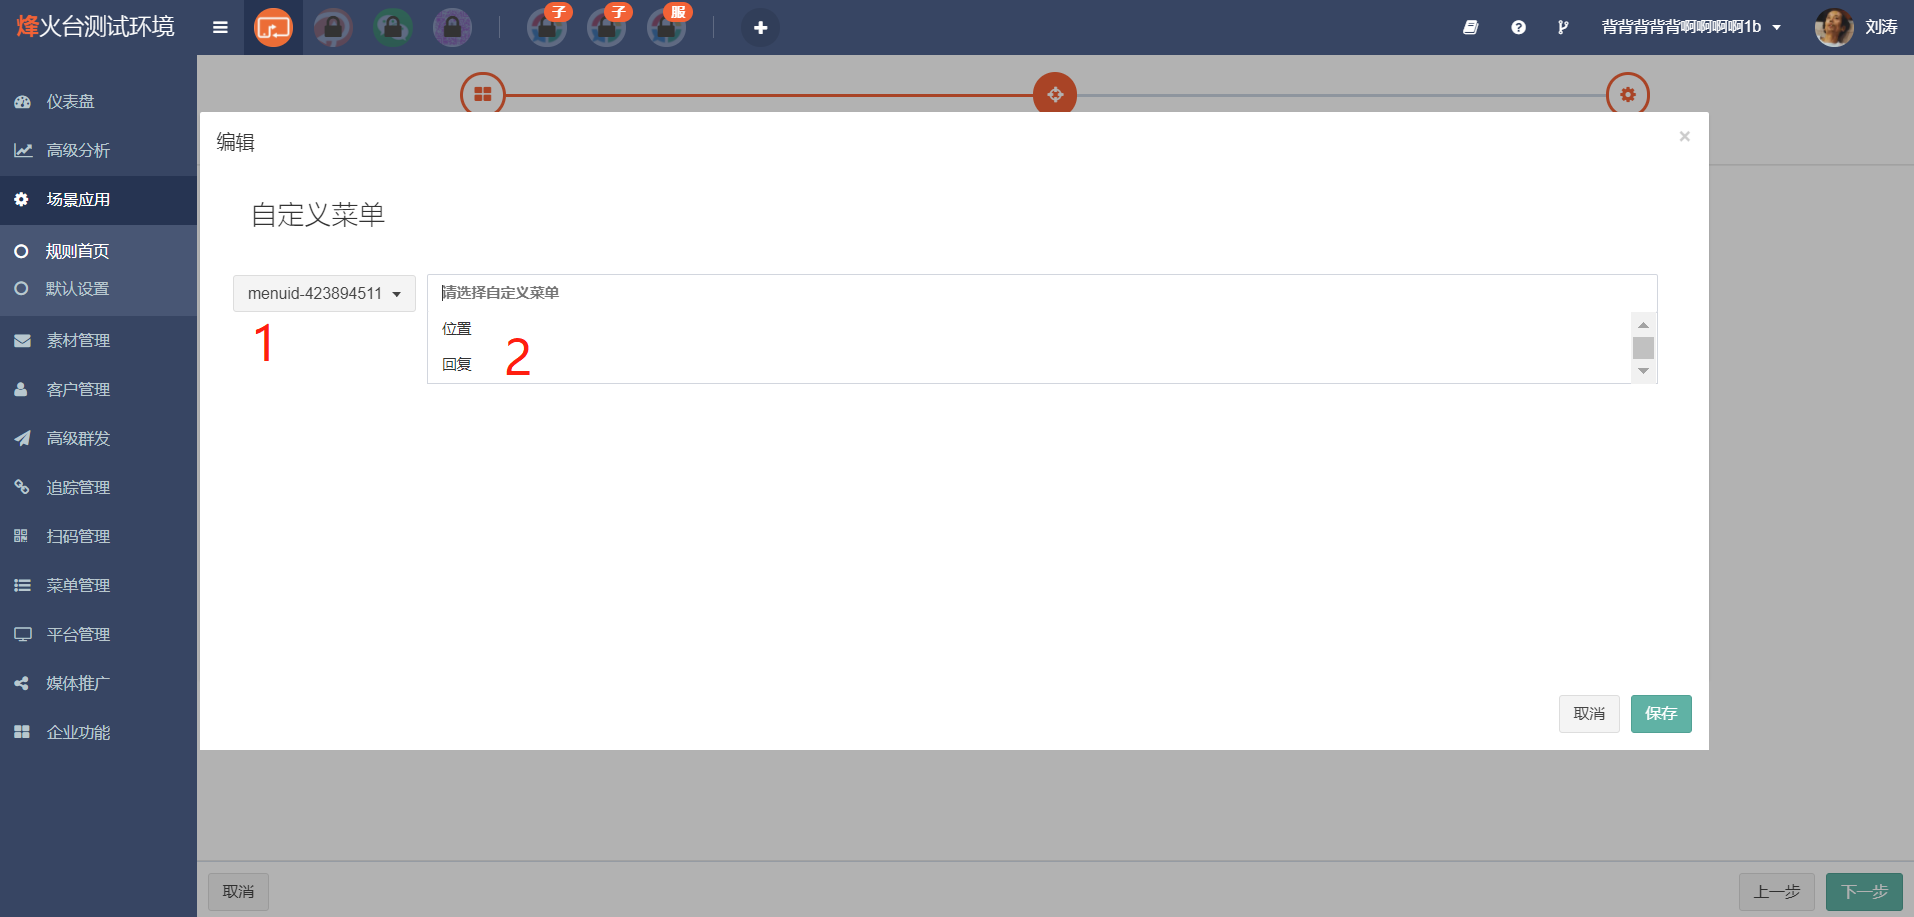 烽火台测试环境
子
子
服
背背背背背啊啊啊啊1b
刘涛
仪表盘
高级分析
场景应用
规则首页
默认设置
素材管理
客户管理
高级群发
追踪管理
扫码管理
菜单管理
平台管理
媒体推广
企业功能
编辑
×
自定义菜单
menuid-423894511
请选择自定义菜单
位置
回复
1
2
取消
保存
取消
上一步
下一步